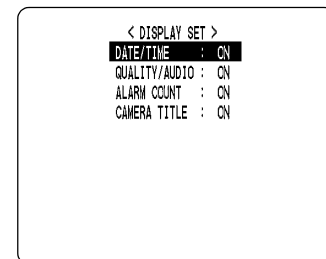 < DISPLAY SET >
DATE/TIME : ON
QUALITY/AUDIO : ON
ALARM COUNT : ON
CAMERA TITLE : ON